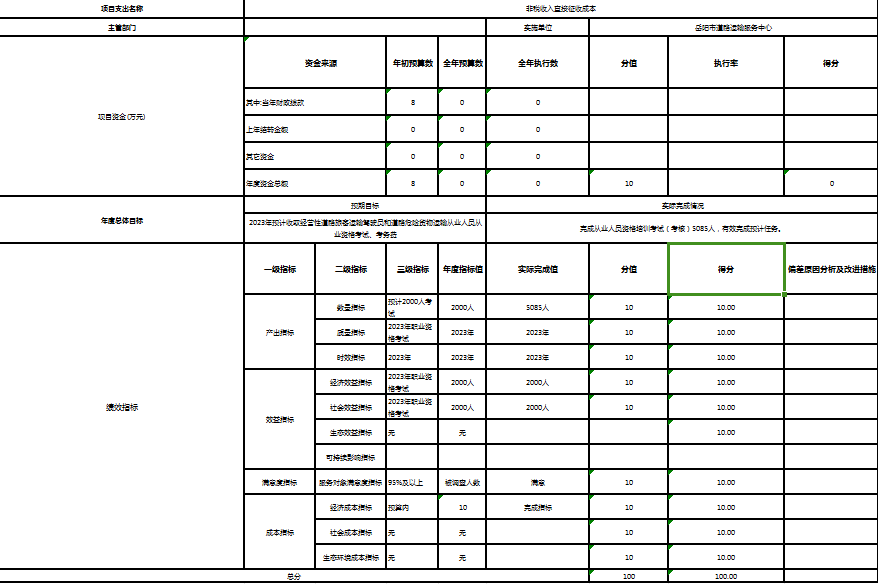 项目支出名称 非税收入直接征收成本
主管部门 实施单位 岳阳市道路运输服务中心
项目资金(万元) 资金来源 年初预算数 全年预算数 全年执行数 分值 执行率 得分
其中:当年财政拨款 8 0 0
上年结转金额 0 0 0
其它资金 0 0 0
年度资金总额 8 0 0 10 0
年度总体目标 预期目标 实际完成情况
2023年预计收取经营性道路旅客运输驾驶员和道路危险货物运输从业人员从
业资格考试、考务费
完成从业人员资格培训考试（考核）5085人，有效完成预计任务。
绩效指标 一级指标 二级指标 三级指标 年度指标值 实际完成值 分值 得分 偏差原因分析及改进措施
产出指标 数量指标 预计2000人考
试 2000人 5085人 10 10.00
质量指标 2023年职业资
格考试 2023年 2023年 10 10.00
时效指标 2023年 2023年 2023年 10 10.00
效益指标 经济效益指标 2023年职业资
格考试 2000人 2000人 10 10.00
社会效益指标 2023年职业资
格考试 2000人 2000人 10 10.00
生态效益指标 无 无 10.00
可持续影响指标
满意度指标 服务对象满意度指标 95%及以上 被调查人数 满意 10 10.00
成本指标 经济成本指标 预算内 10 完成指标 10 10.00
社会成本指标 无 无 10 10.00
生态环境成本指标 无 无 10 10.00
总分 100 100.00